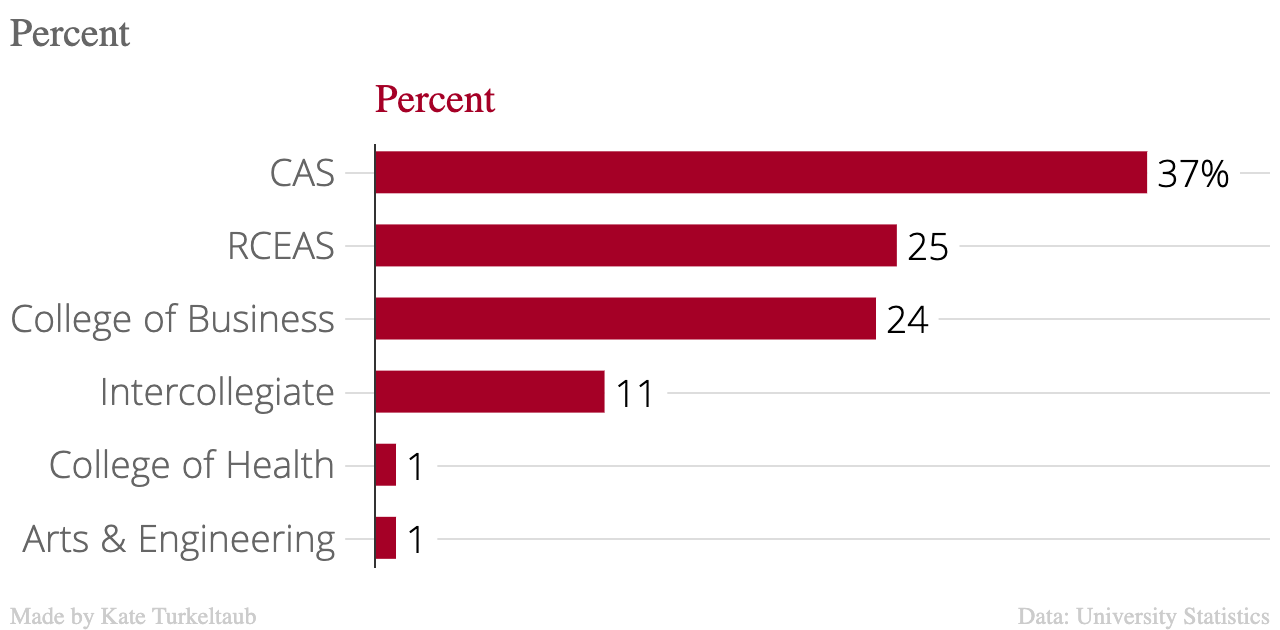 Percent
Percent
CAS 37%
RCEAS 25
College of Business 24
Intercollegiate 11
College of Health 1
Arts & Engineering 1
Made by Kate Turkeltaub Data: University Statistics